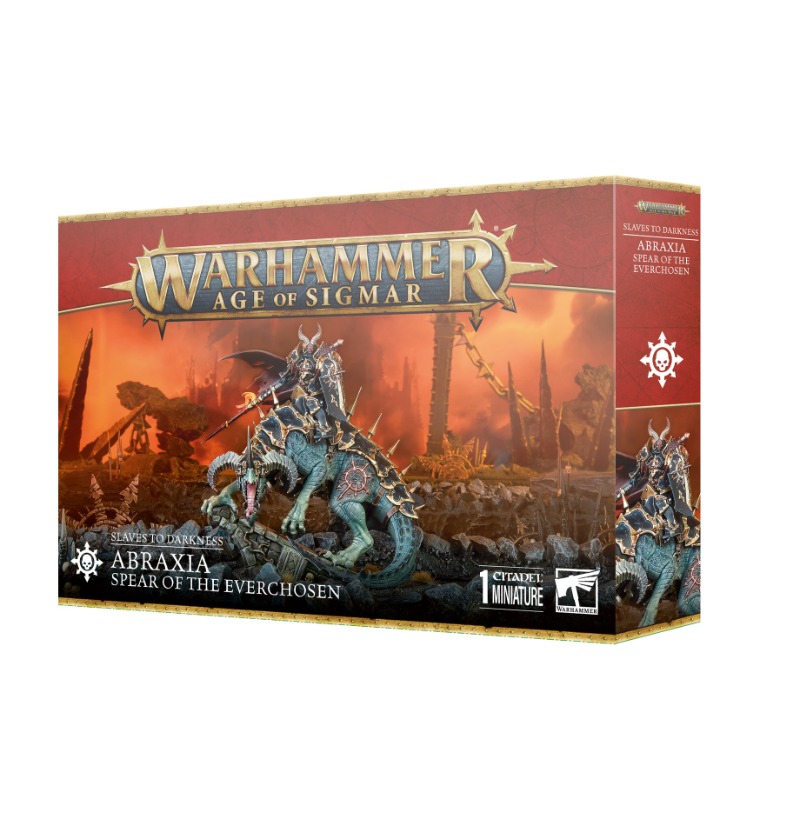 WARHAMMER
AGE OF SIGMAR
®
SLAVES TO DARKNESS
ABRAXIA
SPEAR OF THE EVERCHOSEN
1 CITADEL
MINIATURE
WARHAMMER
WARHAMMER
SLAVES TO DARKNESS
ABRAXIA
SPEAR OF THE
EVERCHOSEN